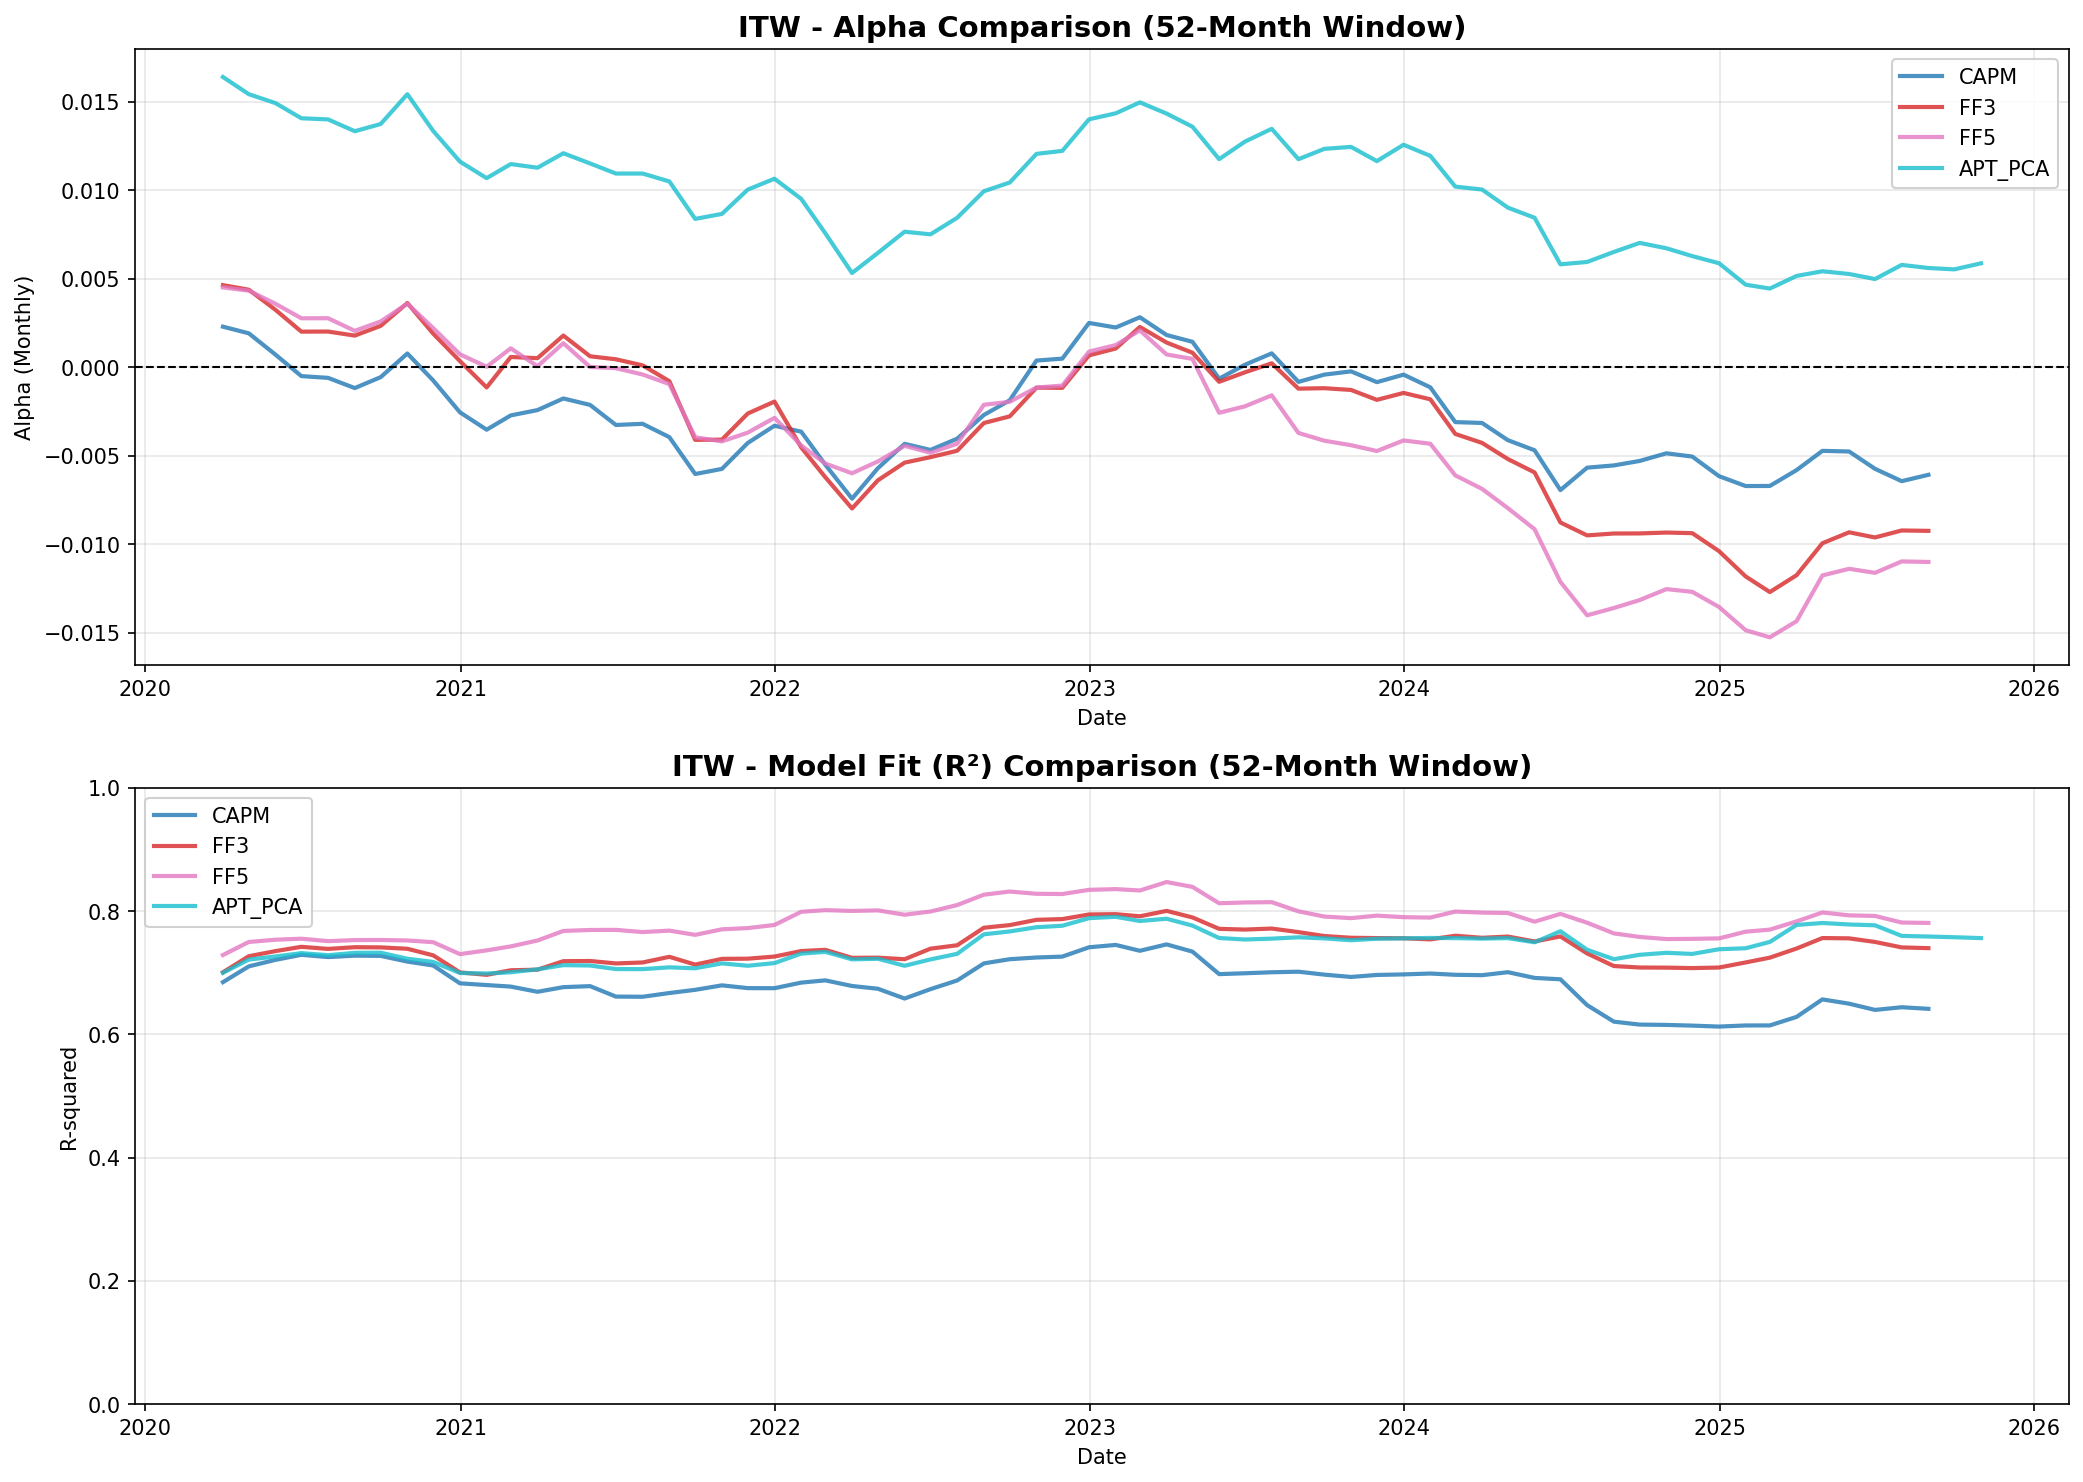 ITW - Alpha Comparison (52-Month Window)
CAPM
FF3
FF5
APT_PCA
Alpha (Monthly)
0.015
0.010
0.005
0.000
−0.005
−0.010
−0.015
2020 2021 2022 2023 2024 2025 2026
Date
ITW - Model Fit (R²) Comparison (52-Month Window)
CAPM
FF3
FF5
APT_PCA
R-squared
1.0
0.8
0.6
0.4
0.2
0.0
2020 2021 2022 2023 2024 2025 2026
Date